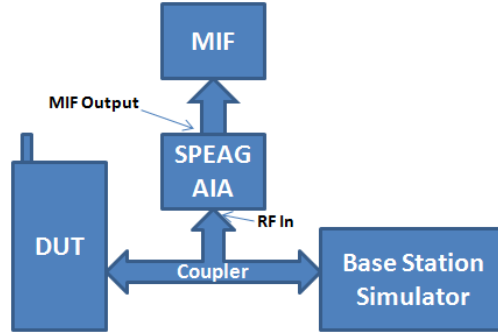 MIF
MIF Output
SPEAG
AIA
RF In
DUT
Coupler
Base Station
Simulator